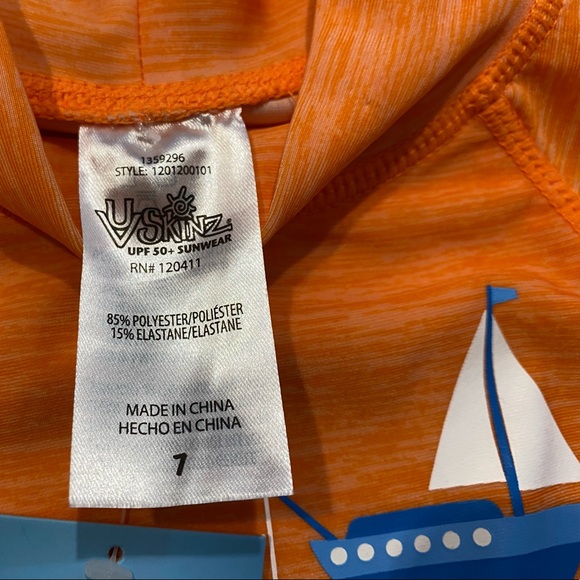 1359296
STYLE: 1201200101
UV SKINZ
UPF 50+ SUNWEAR
RN# 120411
85% POLYESTER/POLIÉSTER
15% ELASTANE/ELASTANE
MADE IN CHINA
HECHO EN CHINA
7